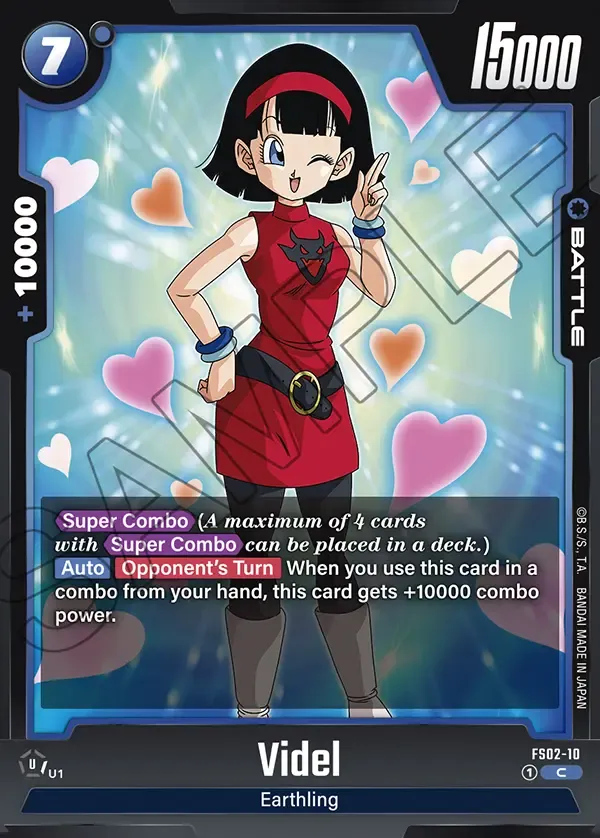 7
15000
+ 10000
BATTLE
SAMPLE
Super Combo (A maximum of 4 cards
with Super Combo can be placed in a deck.)
Auto Opponent's Turn When you use this card in a
combo from your hand, this card gets +10000 combo
power.
©B.S./S., T.A. BANDAI MADE IN JAPAN
U/U1
Videl
FS02-10
1 C
Earthling